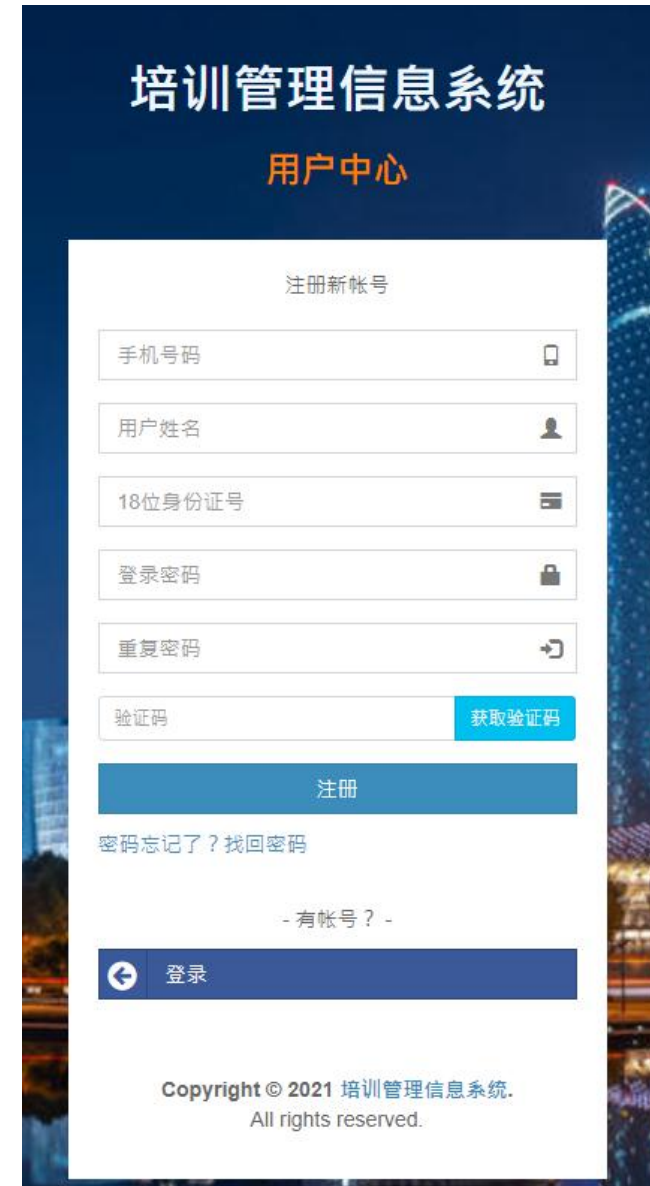 培训管理信息系统
用户中心
注册新帐号
手机号码
用户姓名
18位身份证号
登录密码
重复密码
验证码 获取验证码
注册
密码忘记了？找回密码
- 有帐号？ -
登录
Copyright © 2021 培训管理信息系统.
All rights reserved.